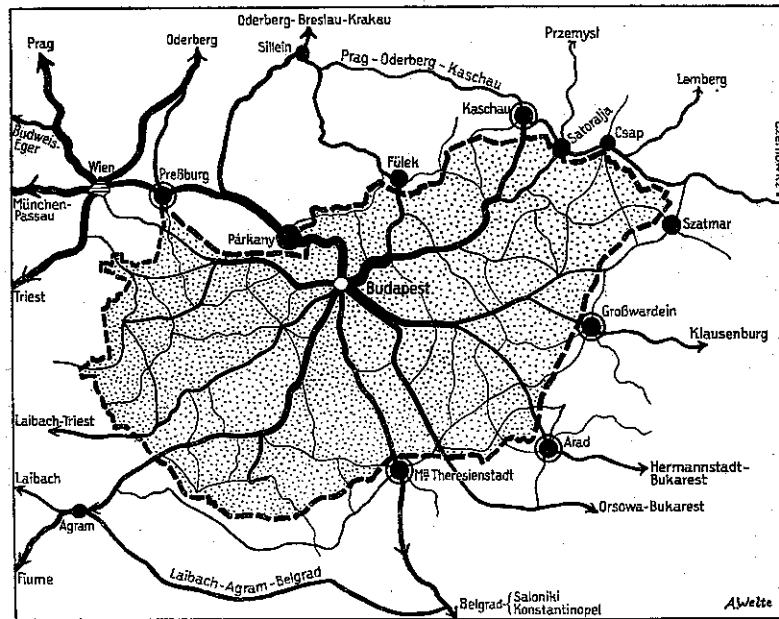 Oderberg-Breslau-Krakau
Prag
Oderberg
Sillein
Prag-Oderberg-Kaschau
Przemysl
Lemberg
Kaschau
Satoralja
Csap
Budweis-
Eger
Wien
Preßburg
Fülek
München-
Passau
Párkany
Szatmar
Triest
Budapest
Großwardein
Klausenburg
Laibach-Triest
Arad
Laibach
Mª Theresienstadt
Hermannstadt-
Bukarest
Agram
Orsowa-Bukarest
Fiume
Laibach-Agram-Belgrad
Belgrad-{Saloniki
Konstantinopel
A.Welte